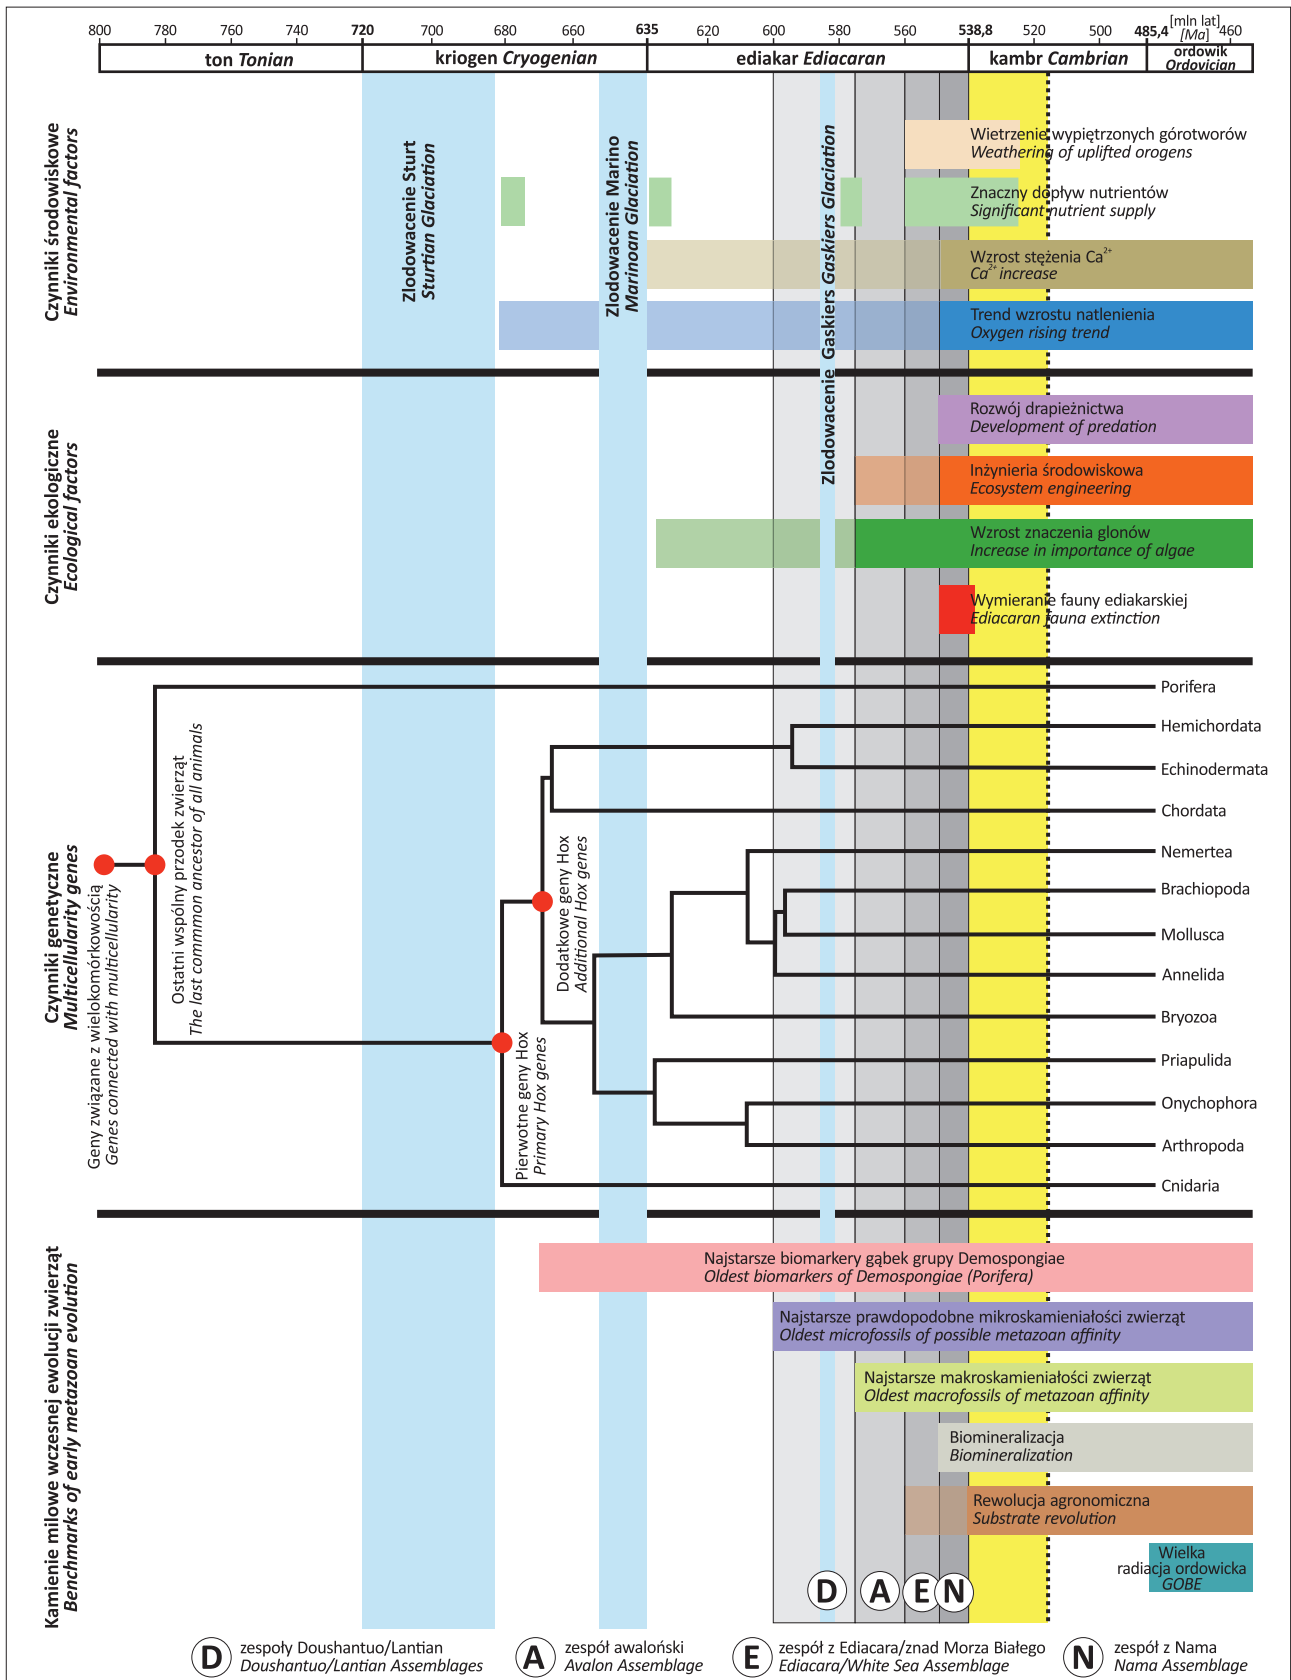 800 780 760 740 720 700 680 660 635 620 600 580 560 538,8 520 500 485,4 [mln lat] 460
[Ma]
ton Tonian
kriogen Cryogenian
ediakar Ediacaran
kambr Cambrian
ordowik
Ordovician
Czynniki środowiskowe
Environmental factors
Zlodowacenie Sturt
Sturtian Glaciation
Zlodowacenie Marino
Marinoan Glaciation
Zlodowacenie Gaskiers Gaskiers Glaciation
Wietrzenie wypiętrzonych górotworów
Weathering of uplifted orogens
Znaczny dopływ nutrientów
Significant nutrient supply
Wzrost stężenia Ca2+
Ca2+ increase
Trend wzrostu natlenienia
Oxygen rising trend
Czynniki ekologiczne
Ecological factors
Rozwój drapieżnictwa
Development of predation
Inżynieria środowiskowa
Ecosystem engineering
Wzrost znaczenia glonów
Increase in importance of algae
Wymieranie fauny ediakarskiej
Ediacaran fauna extinction
Czynniki genetyczne
Multicellularity genes
Geny związane z wielokomórkowością
Genes connected with multicellularity
Ostatni wspólny przodek zwierząt
The last common ancestor of all animals
Pierwotne geny Hox
Primary Hox genes
Dodatkowe geny Hox
Additional Hox genes
Porifera
Hemichordata
Echinodermata
Chordata
Nemertea
Brachiopoda
Mollusca
Annelida
Bryozoa
Priapulida
Onychophora
Arthropoda
Cnidaria
Kamienie milowe wczesnej ewolucji zwierząt
Benchmarks of early metazoan evolution
Najstarsze biomarkery gąbek grupy Demospongiae
Oldest biomarkers of Demospongiae (Porifera)
Najstarsze prawdopodobne mikroskamieniałości zwierząt
Oldest microfossils of possible metazoan affinity
Najstarsze makroskamieniałości zwierząt
Oldest macrofossils of metazoan affinity
Biomineralizacja
Biomineralization
Rewolucja agronomiczna
Substrate revolution
Wielka
radiacja ordowicka
GOBE
D A E N
D zespoły Doushantuo/Lantian
Doushantuo/Lantian Assemblages
A zespół awaloński
Avalon Assemblage
E zespół z Ediacara/znad Morza Białego
Ediacara/White Sea Assemblage
N zespół z Nama
Nama Assemblage